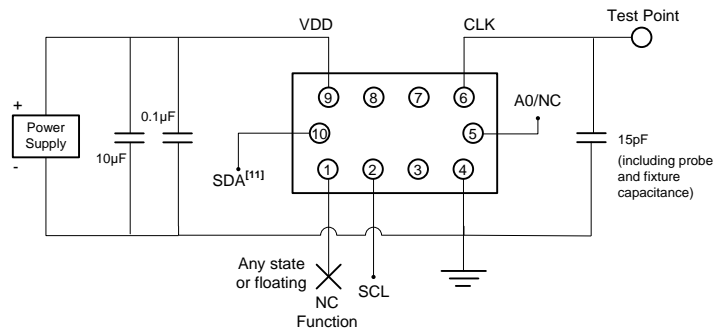 Test Point
VDD
CLK
9
8
7
6
A0/NC
+
Power
Supply
-
0.1µF
10µF
10
5
15pF
(including probe
and fixture
capacitance)
SDA[11]
1
2
3
4
Any state
or floating
NC
Function
SCL